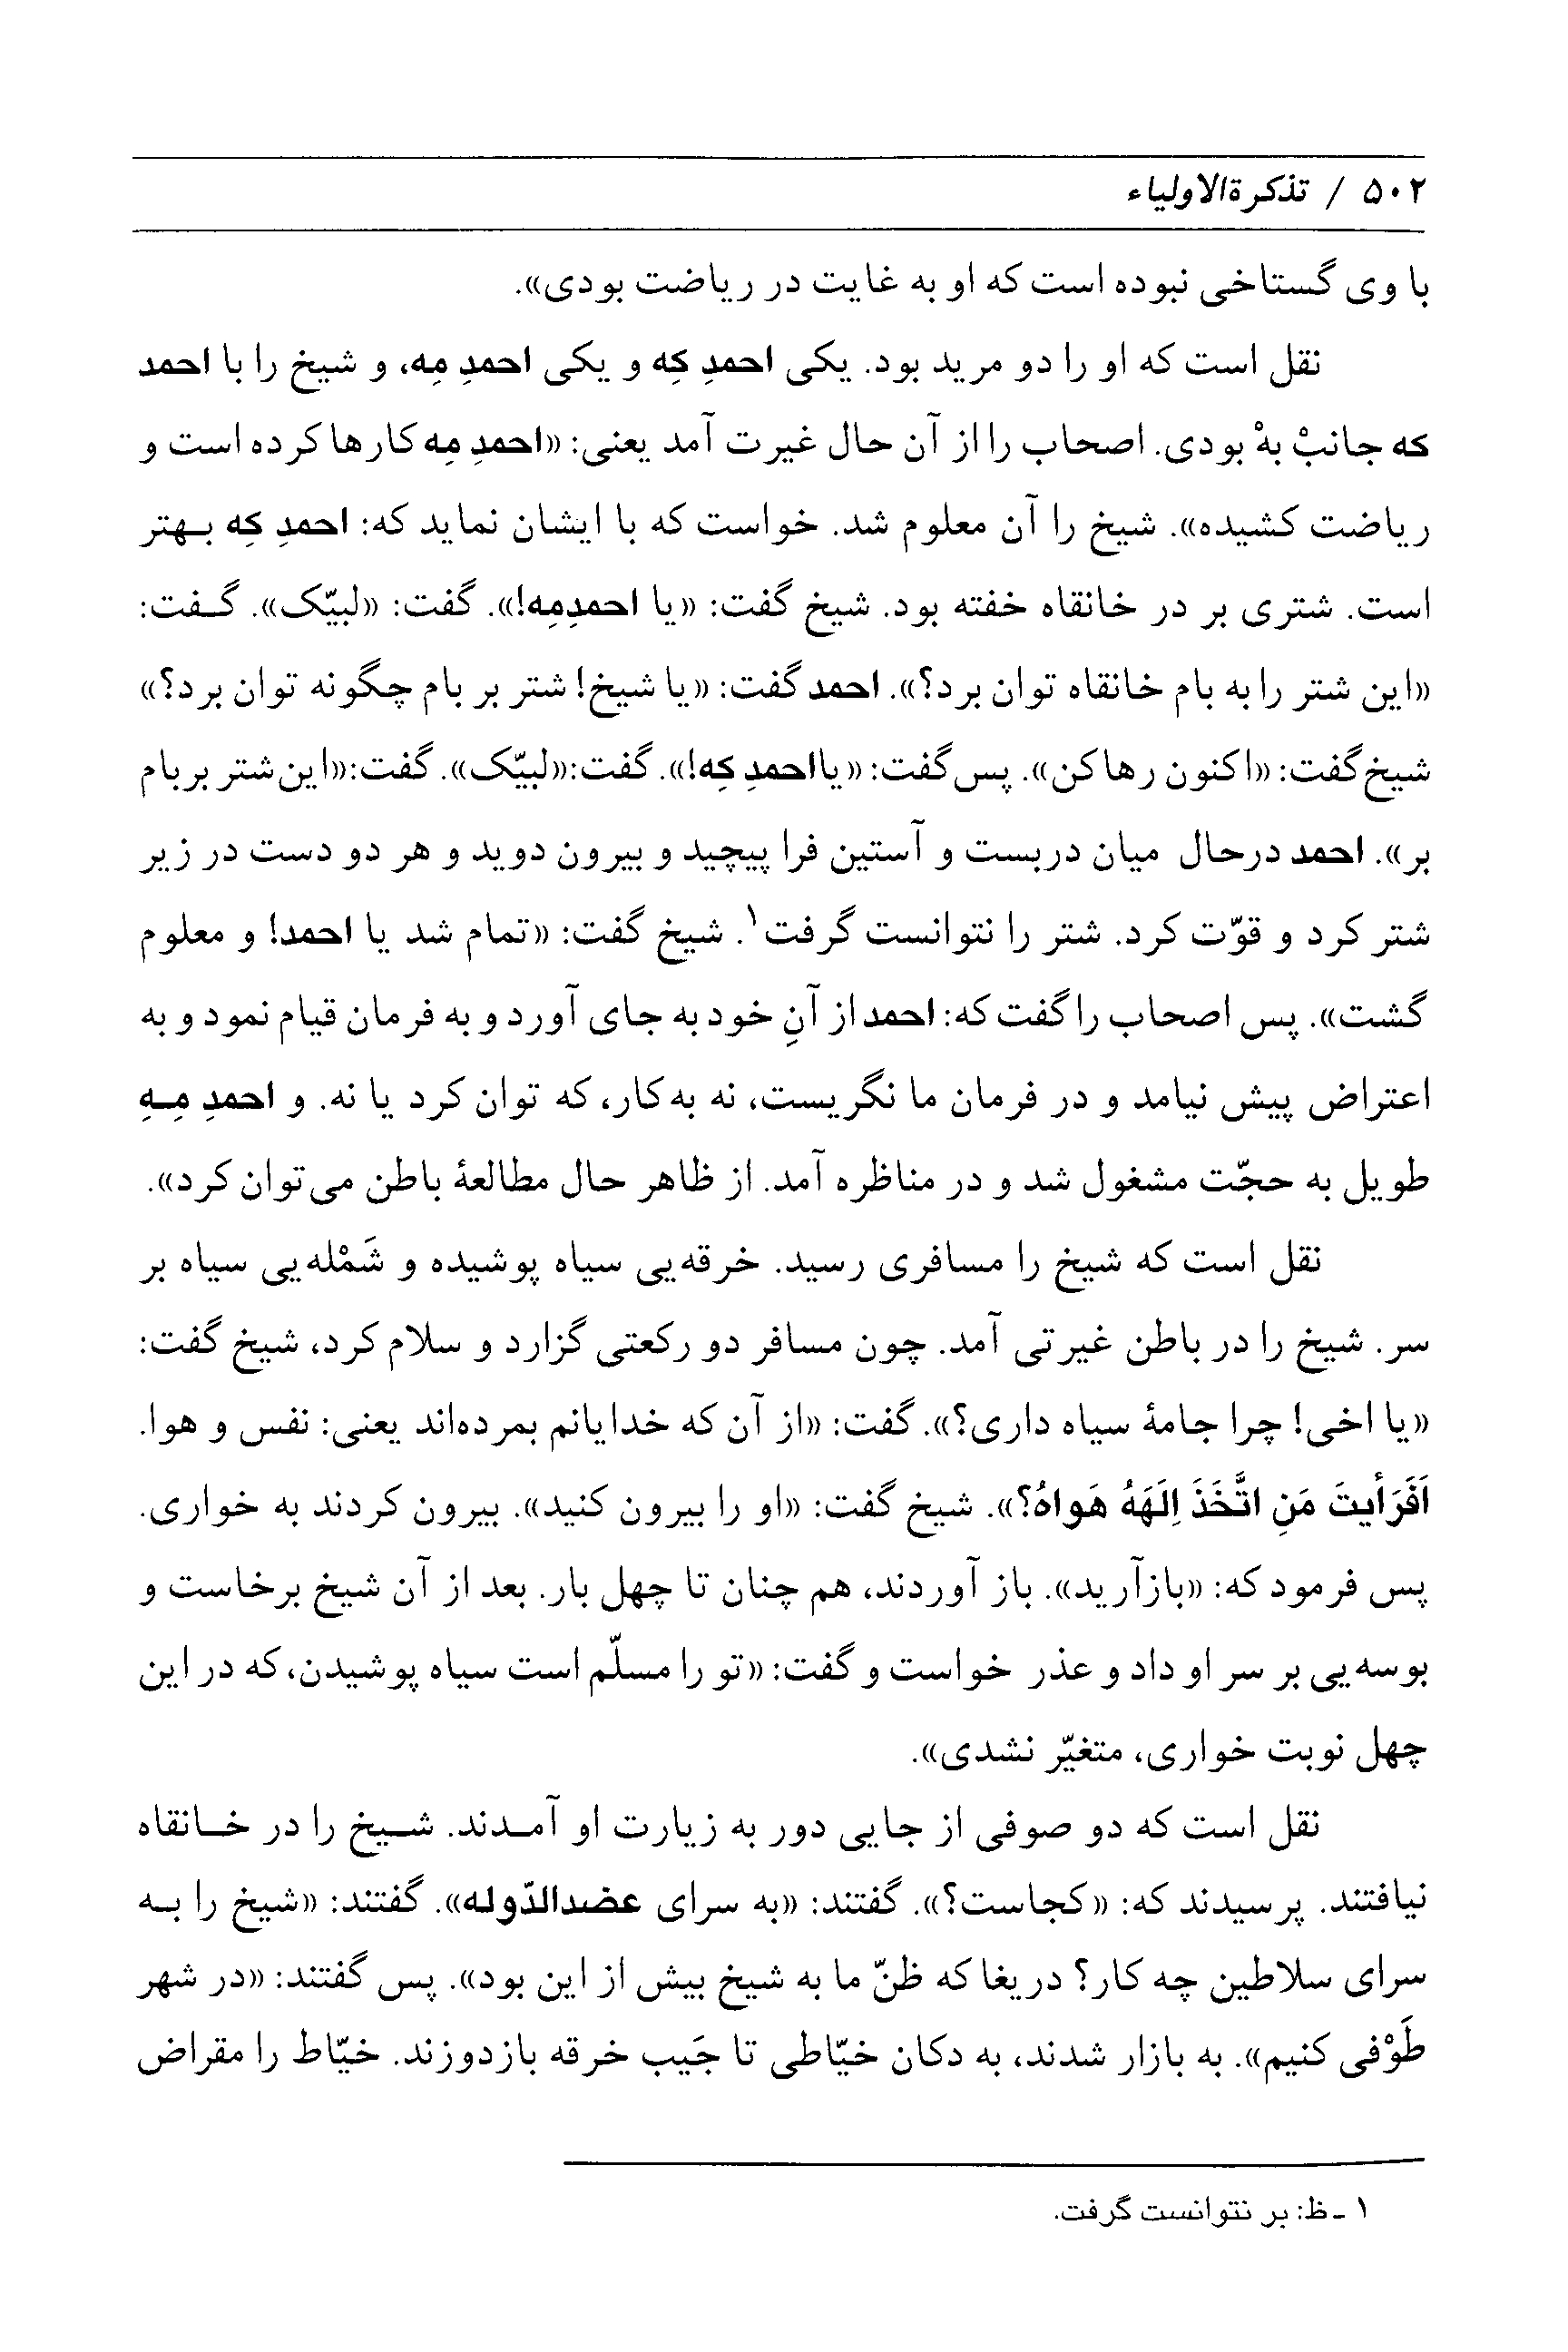 ۵۰۲ / تذکرة‌الاولیاء
با وی گستاخی نبوده است که او به غایت در ریاضت بودی».
نقل است که او را دو مرید بود. یکی احمدِ کِه و یکی احمدِ مِه، و شیخ را با احمد
که جانبْ بهْ بودی. اصحاب را از آن حال غیرت آمد یعنی: «احمدِ مِه کارها کرده است و
ریاضت کشیده». شیخ را آن معلوم شد. خواست که با ایشان نماید که: احمدِ کِه بهتر
است. شتری بر در خانقاه خفته بود. شیخ گفت: «یا احمدِمِه!». گفت: «لبیّک». گفت:
«این شتر را به بام خانقاه توان برد؟». احمد گفت: «یا شیخ! شتر بر بام چگونه توان برد؟»
شیخ گفت: «اکنون رها کن». پس گفت: «یا احمدِ کِه!». گفت: «لبیّک». گفت: «این شتر بر بام
بر». احمد درحال میان دربست و آستین فرا پیچید و بیرون دوید و هر دو دست در زیر
شتر کرد و قوّت کرد. شتر را نتوانست گرفت۱. شیخ گفت: «تمام شد یا احمد! و معلوم
گشت». پس اصحاب را گفت که: احمد از آنِ خود به جای آورد و به فرمان قیام نمود و به
اعتراض پیش نیامد و در فرمان ما نگریست، نه به کار، که توان کرد یا نه. و احمدِ مِهِ
طویل به حجّت مشغول شد و در مناظره آمد. از ظاهر حال مطالعهٔ باطن می‌توان کرد».
نقل است که شیخ را مسافری رسید. خرقه‌یی سیاه پوشیده و شَمْله‌یی سیاه بر
سر. شیخ را در باطن غیرتی آمد. چون مسافر دو رکعتی گزارد و سلام کرد، شیخ گفت:
«یا اخی! چرا جامهٔ سیاه داری؟». گفت: «از آن که خدایانم بمرده‌اند یعنی: نفس و هوا.
اَفَرَأیتَ مَنِ اتَّخَذَ اِلَهَهُ هَواهُ؟». شیخ گفت: «او را بیرون کنید». بیرون کردند به خواری.
پس فرمود که: «بازآرید». باز آوردند، هم چنان تا چهل بار. بعد از آن شیخ برخاست و
بوسه‌یی بر سر او داد و عذر خواست و گفت: «تو را مسلّم است سیاه پوشیدن، که در این
چهل نوبت خواری، متغیّر نشدی».
نقل است که دو صوفی از جایی دور به زیارت او آمدند. شیخ را در خانقاه
نیافتند. پرسیدند که: «کجاست؟». گفتند: «به سرای عضدالدّوله». گفتند: «شیخ را به
سرای سلاطین چه کار؟ دریغا که ظنّ ما به شیخ بیش از این بود». پس گفتند: «در شهر
طَوْفی کنیم». به بازار شدند، به دکان خیّاطی تا جَیب خرقه بازدوزند. خیّاط را مقراض
۱ - ظ: بر نتوانست گرفت.